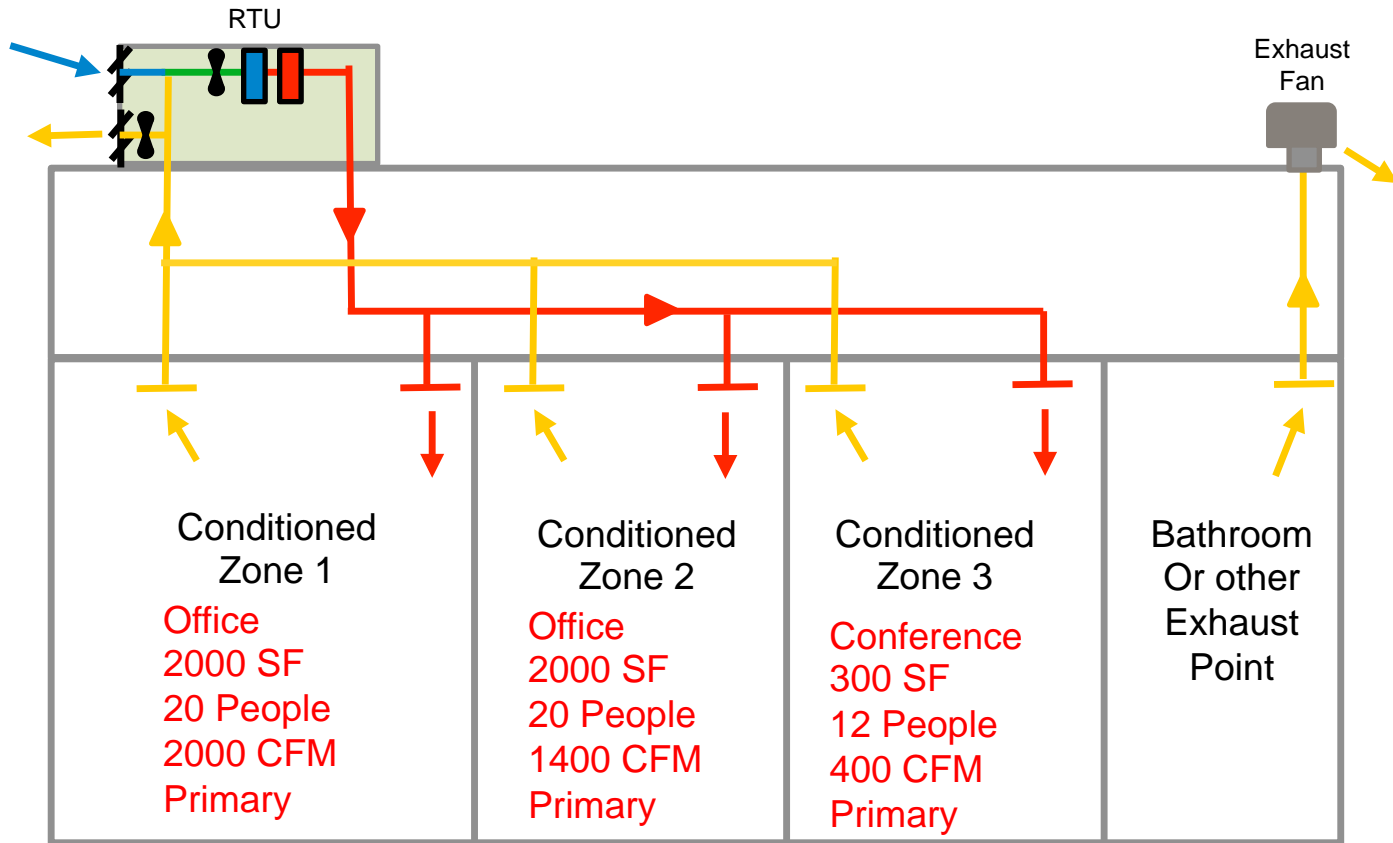 RTU
Exhaust
Fan
Conditioned
Zone 1
Office
2000 SF
20 People
2000 CFM
Primary
Conditioned
Zone 2
Office
2000 SF
20 People
1400 CFM
Primary
Conditioned
Zone 3
Conference
300 SF
12 People
400 CFM
Primary
Bathroom
Or other
Exhaust
Point